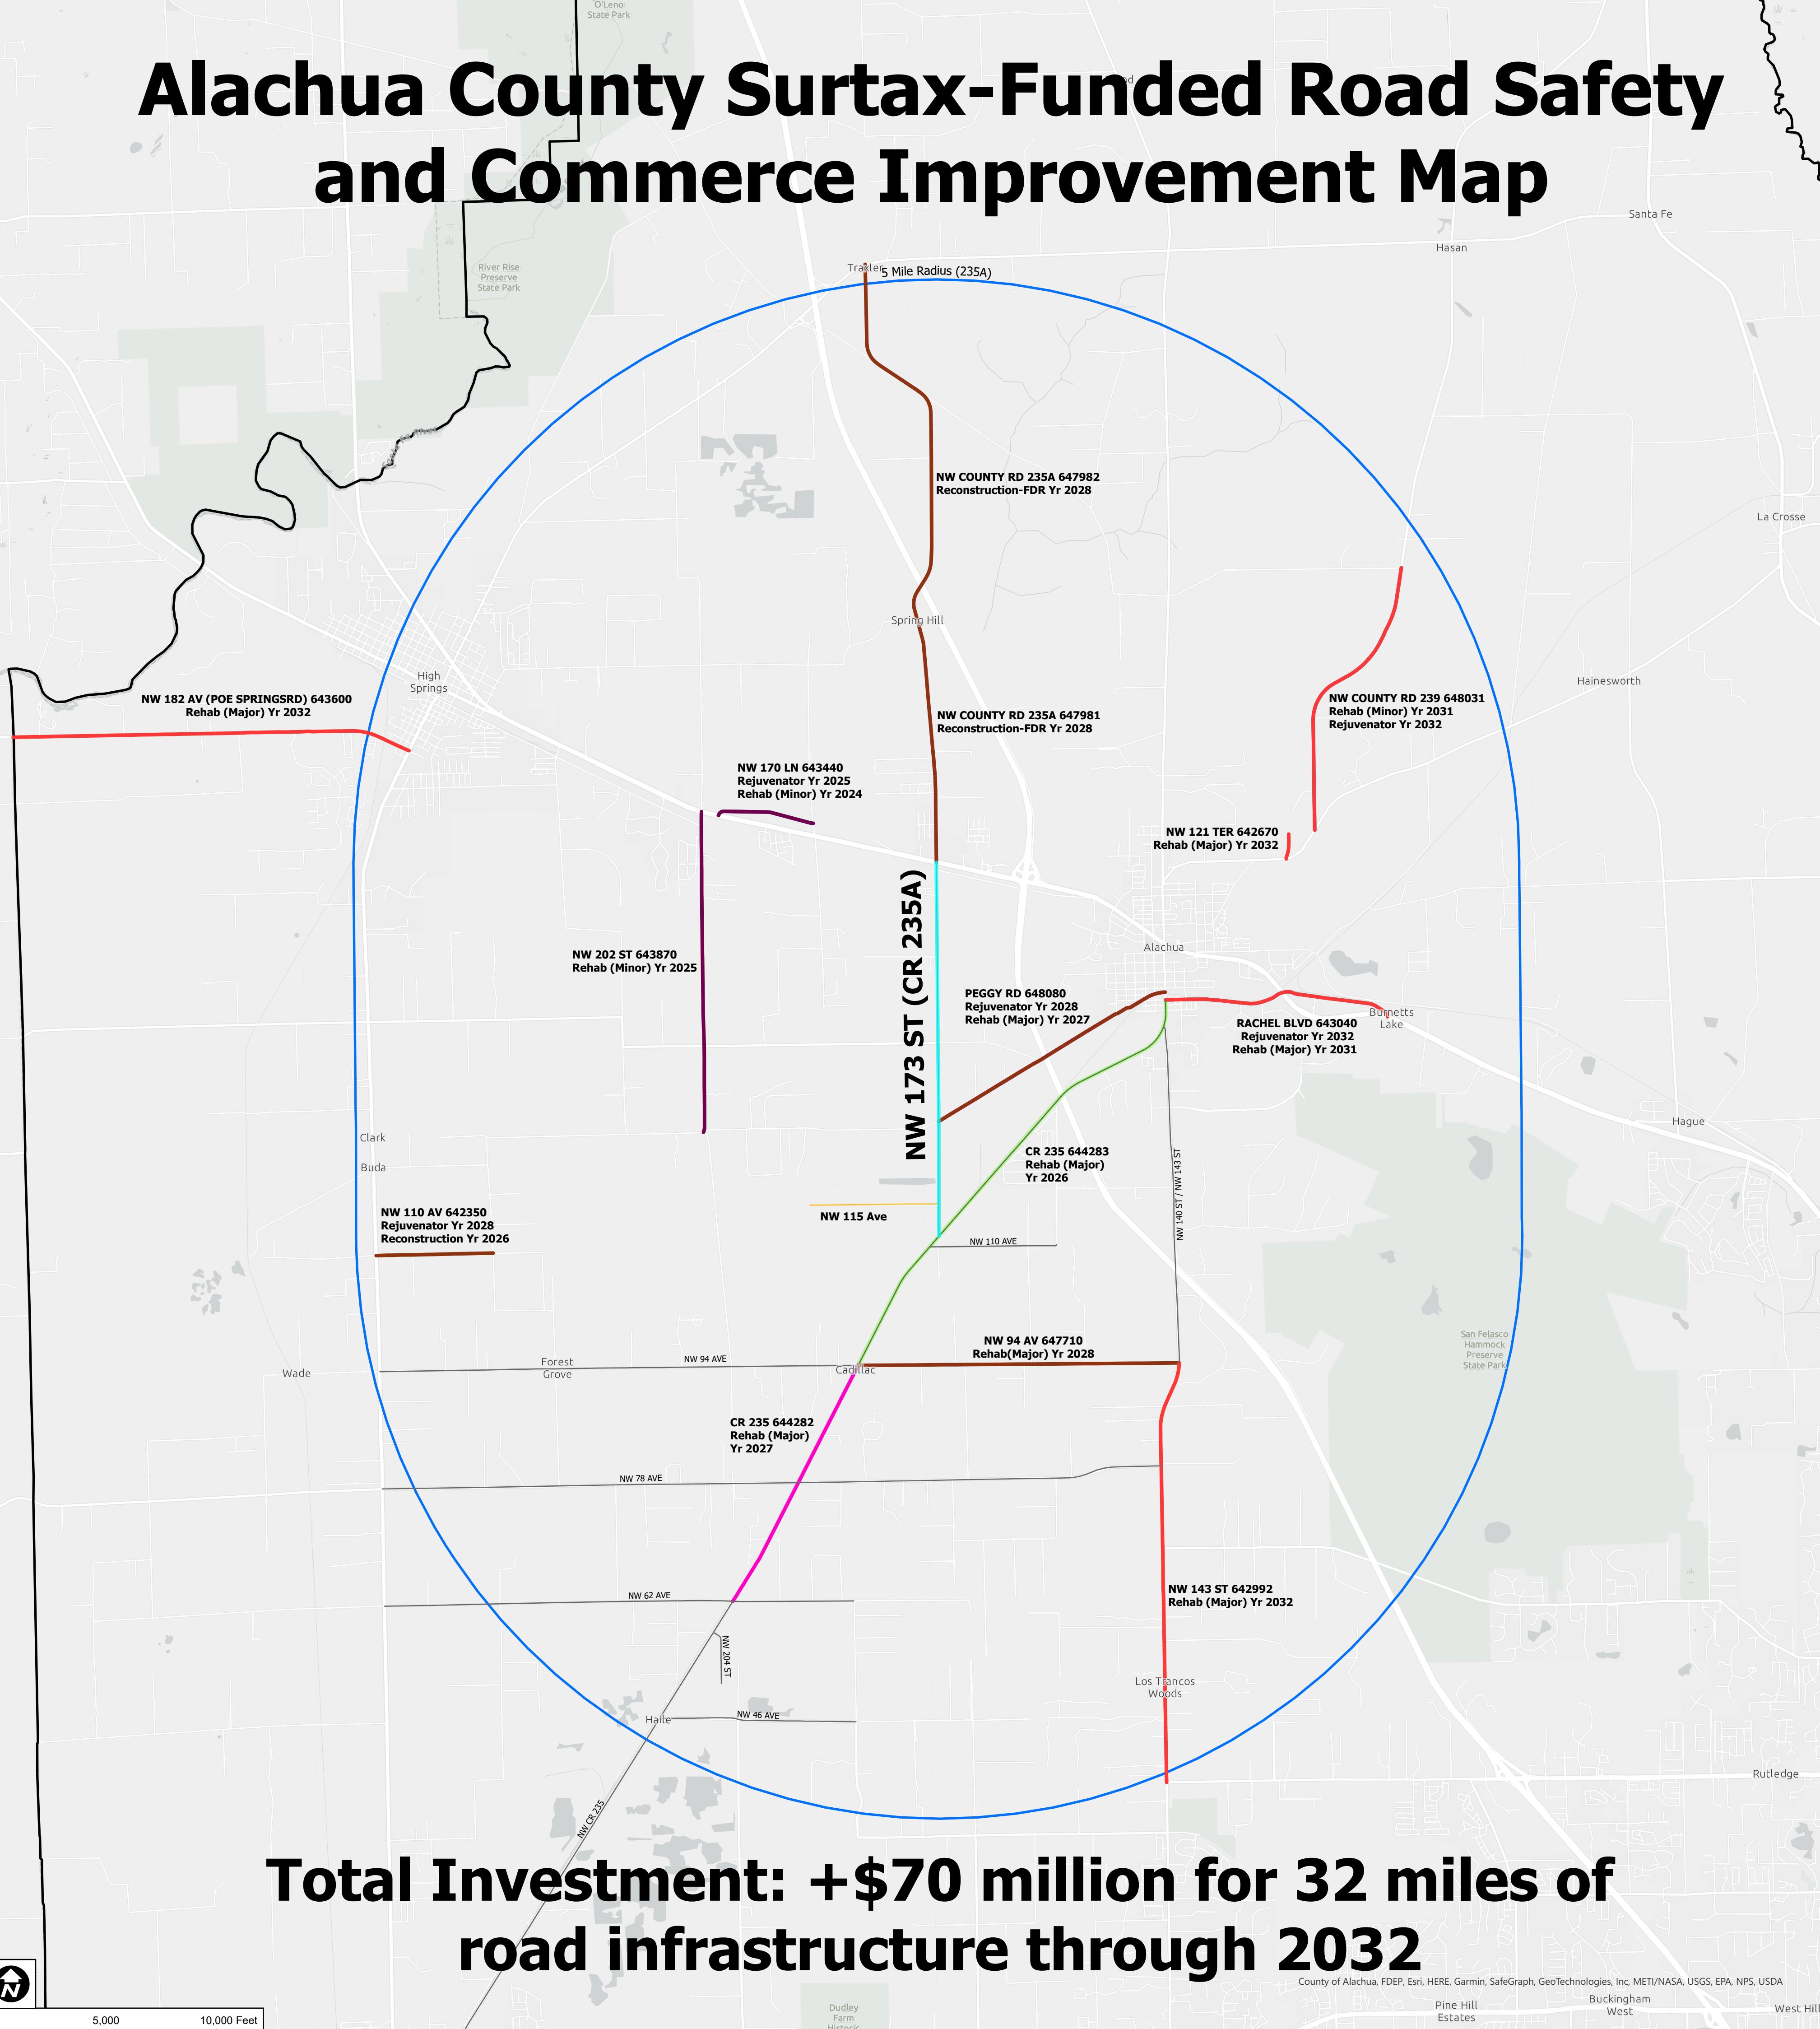 O'Leno
State Park
Alachua County Surtax-Funded Road Safety
and Commerce Improvement Map
Santa Fe
Hasan
River Rise
Preserve
State Park
Traxler
5 Mile Radius (235A)
NW COUNTY RD 235A 647982
Reconstruction-FDR Yr 2028
La Crosse
Spring Hill
High
Springs
Hainesworth
NW 182 AV (POE SPRINGSRD) 643600
Rehab (Major) Yr 2032
NW COUNTY RD 239 648031
Rehab (Minor) Yr 2031
Rejuvenator Yr 2032
NW COUNTY RD 235A 647981
Reconstruction-FDR Yr 2028
NW 170 LN 643440
Rejuvenator Yr 2025
Rehab (Minor) Yr 2024
NW 121 TER 642670
Rehab (Major) Yr 2032
NW 173 ST (CR 235A)
Alachua
NW 202 ST 643870
Rehab (Minor) Yr 2025
PEGGY RD 648080
Rejuvenator Yr 2028
Rehab (Major) Yr 2027
Burnetts
Lake
RACHEL BLVD 643040
Rejuvenator Yr 2032
Rehab (Major) Yr 2031
Hague
Clark
Buda
CR 235 644283
Rehab (Major)
Yr 2026
NW 140 ST / NW 143 ST
NW 110 AV 642350
Rejuvenator Yr 2028
Reconstruction Yr 2026
NW 115 Ave
NW 110 AVE
San Felasco
Hammock
Preserve
State Park
NW 94 AV 647710
Rehab(Major) Yr 2028
NW 94 AVE
Forest
Grove
Wade
Cadillac
CR 235 644282
Rehab (Major)
Yr 2027
NW 78 AVE
NW 62 AVE
NW 143 ST 642992
Rehab (Major) Yr 2032
NW 204 ST
Los Trancos
Woods
Haile
NW 46 AVE
Rutledge
NW CR 235
Total Investment: +$70 million for 32 miles of
road infrastructure through 2032
County of Alachua, FDEP, Esri, HERE, Garmin, SafeGraph, GeoTechnologies, Inc, METI/NASA, USGS, EPA, NPS, USDA
N
5,000
10,000 Feet
Dudley
Farm
Historic
Pine Hill
Estates
Buckingham
West
West Hill